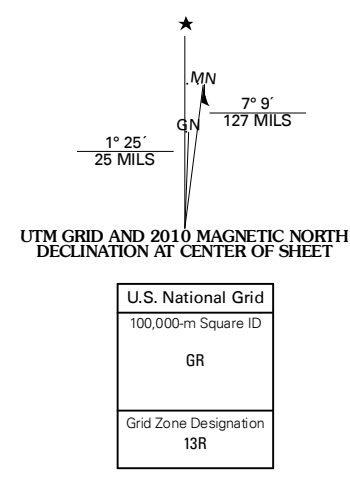 MN
GN
7° 9´
127 MILS
1° 25´
25 MILS
UTM GRID AND 2010 MAGNETIC NORTH
DECLINATION AT CENTER OF SHEET
U.S. National Grid
100,000-m Square ID
GR
Grid Zone Designation
13R